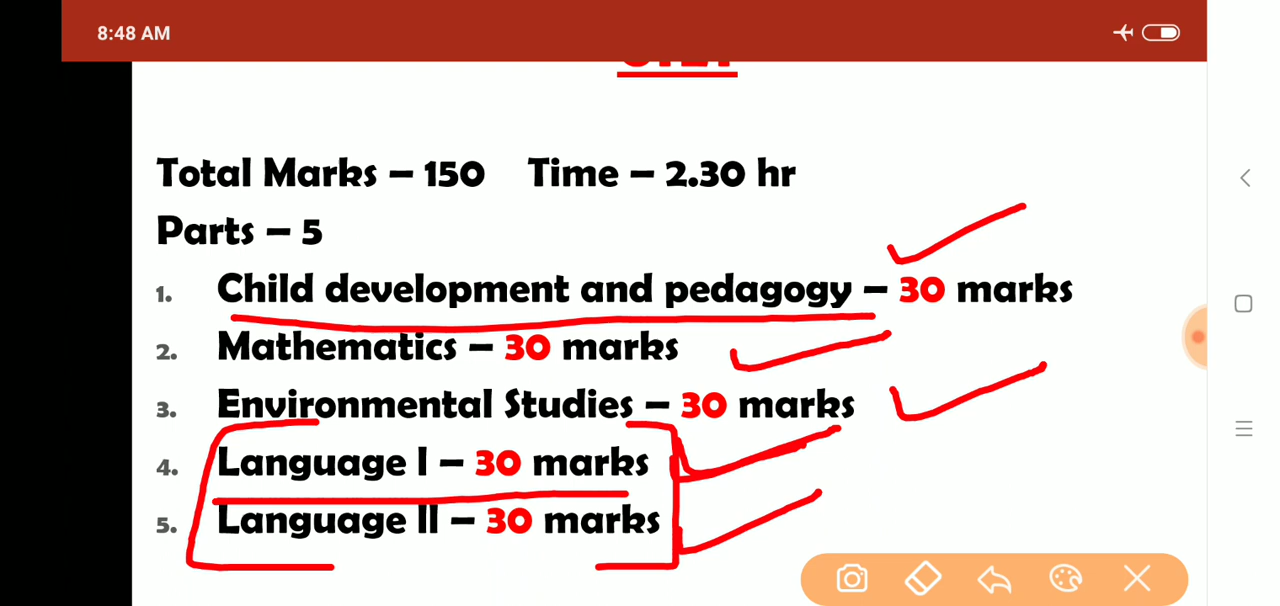 8:48 AM
Total Marks – 150 Time – 2.30 hr
Parts – 5
1. Child development and pedagogy – 30 marks
2. Mathematics – 30 marks
3. Environmental Studies – 30 marks
4. Language I – 30 marks
5. Language II – 30 marks